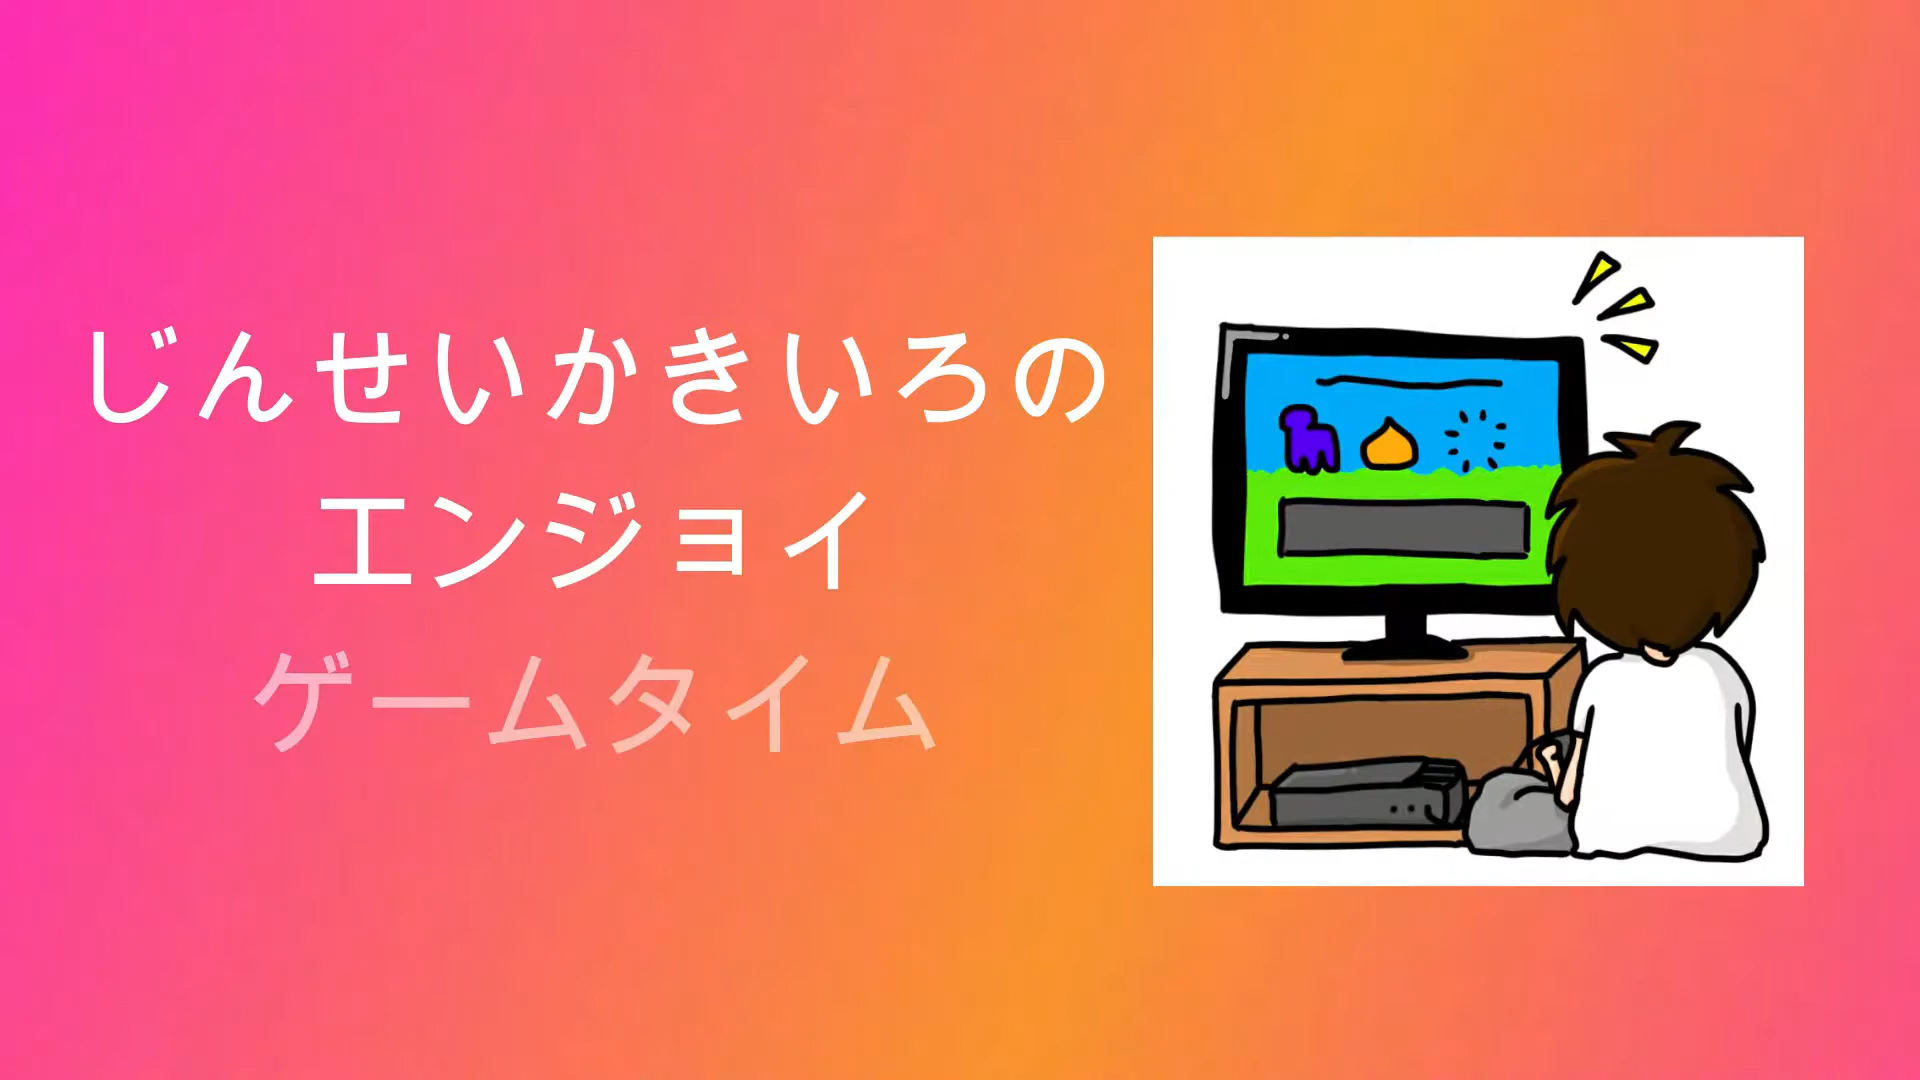 じんせいかきいろの
エンジョイ
ゲームタイム